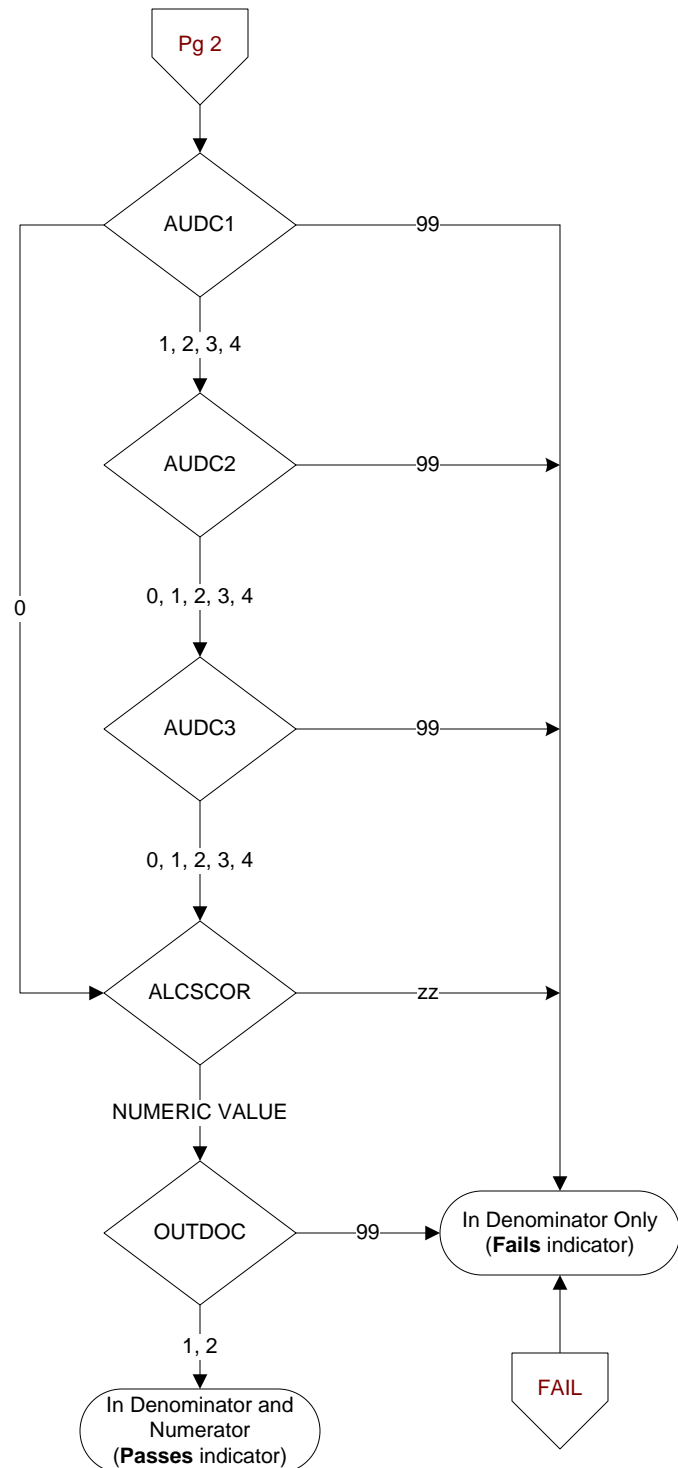 Pg 2
AUDC1
99
1, 2, 3, 4
AUDC2
99
0
0, 1, 2, 3, 4
AUDC3
99
0, 1, 2, 3, 4
ALCSCOR
zz
NUMERIC VALUE
OUTDOC
99
In Denominator Only
(Fails indicator)
1, 2
In Denominator and
Numerator
(Passes indicator)
FAIL